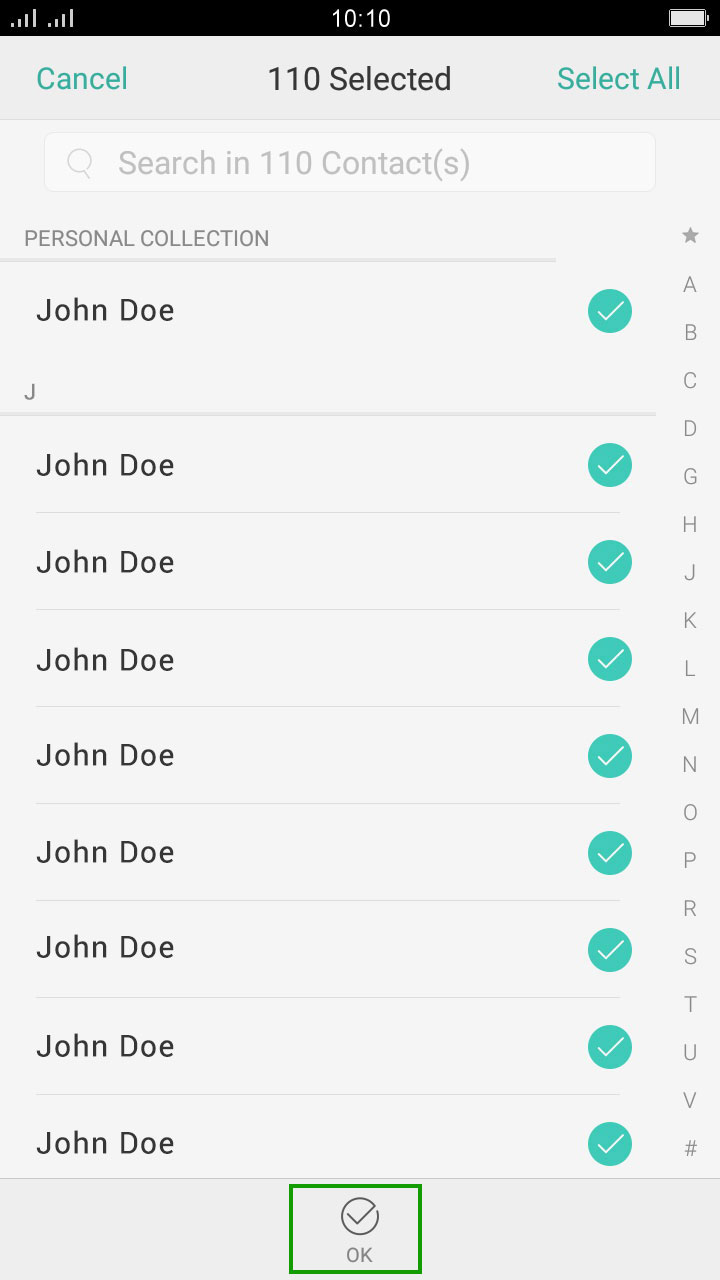 10:10
Cancel 110 Selected Select All
Search in 110 Contact(s)
PERSONAL COLLECTION
John Doe
J
John Doe
John Doe
John Doe
John Doe
John Doe
John Doe
John Doe
John Doe
A
B
C
D
G
H
J
K
L
M
N
O
P
R
S
T
U
V
#
OK